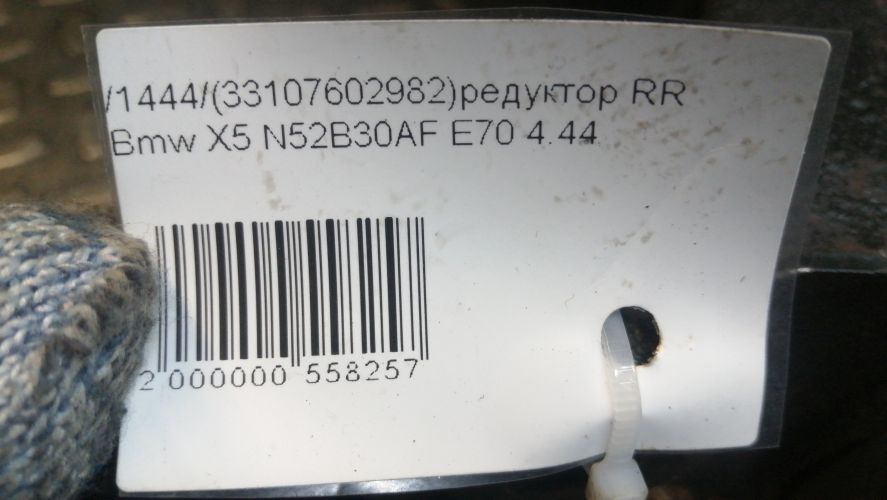 /1444/(33107602982)редуктор RR
Bmw X5 N52B30AF E70 4.44
2 000000 558257